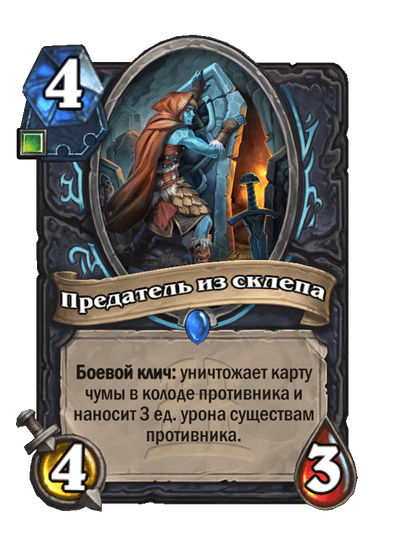 4
Предатель из склепа
Боевой клич: уничтожает карту
чумы в колоде противника и
наносит 3 ед. урона существам
противника.
4
3